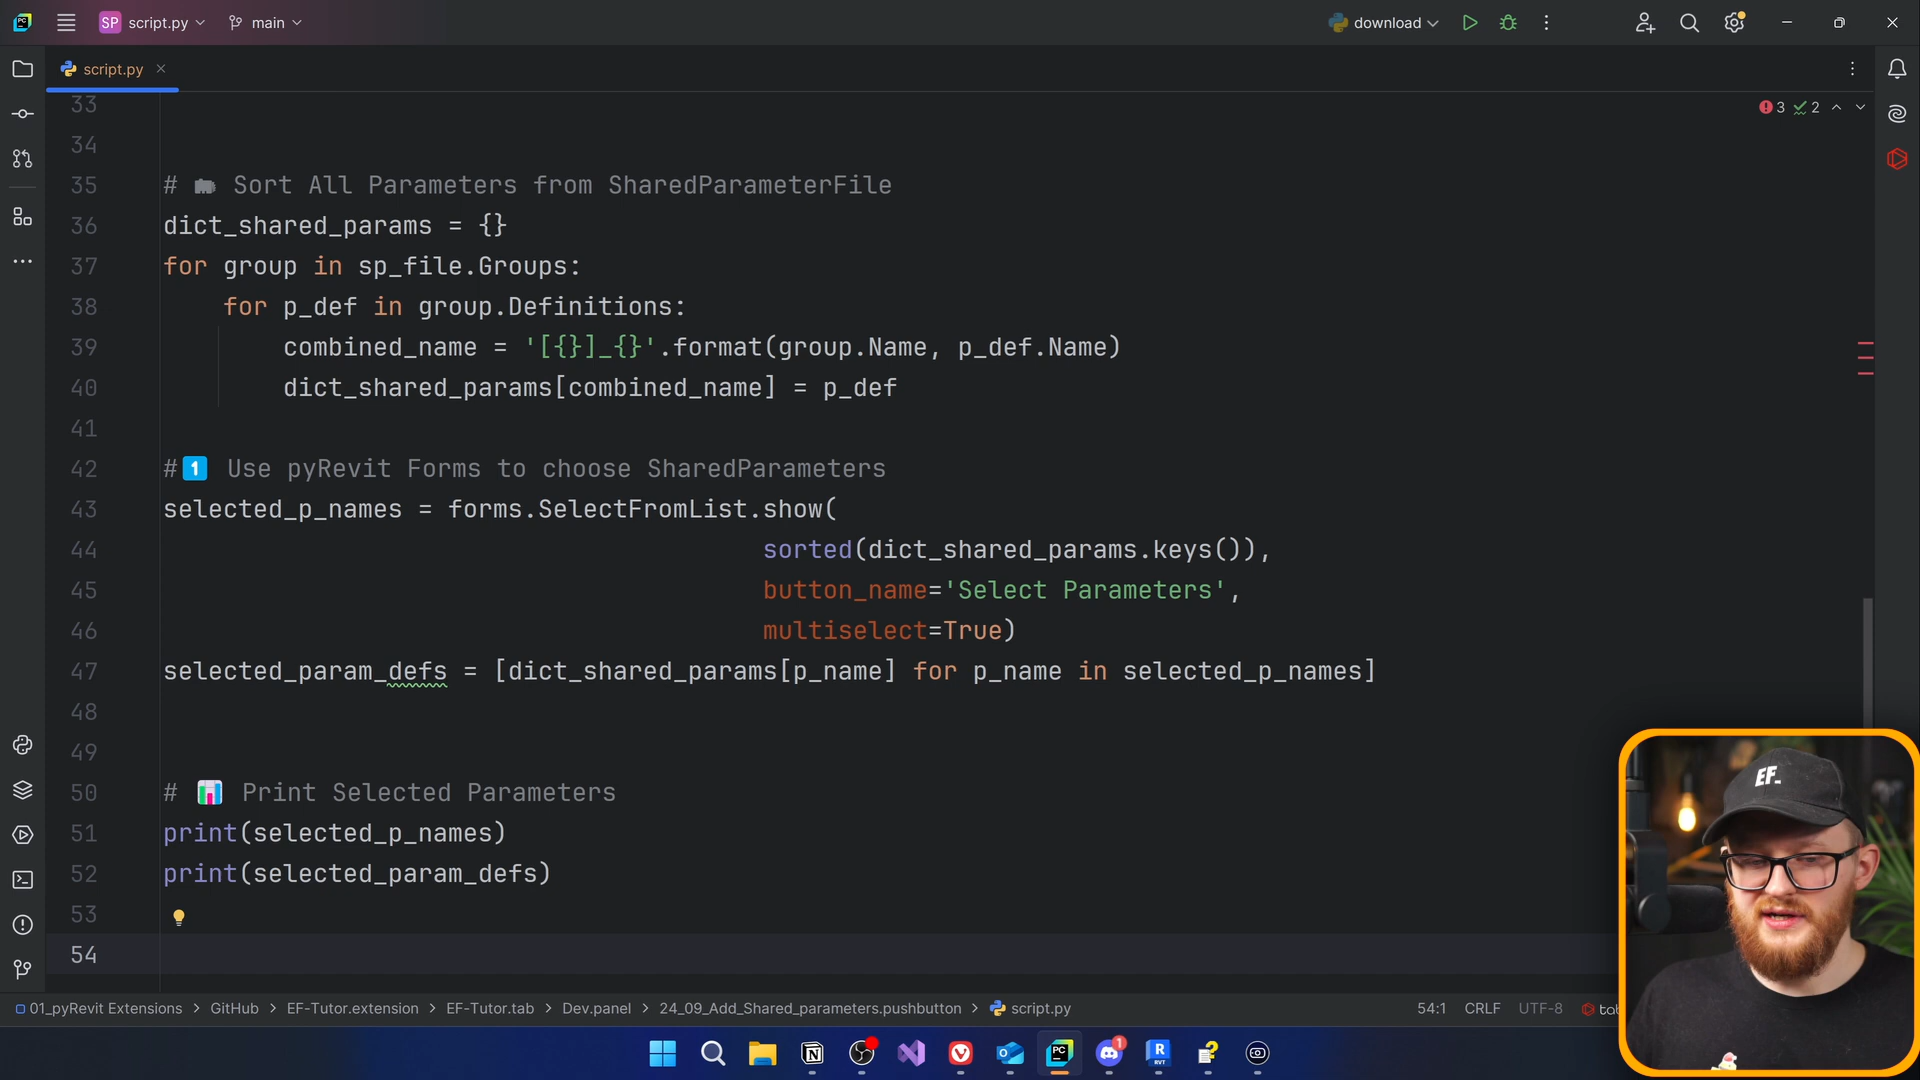 SP script.py main download
script.py
3 2
33
34
35 # Sort All Parameters from SharedParameterFile
36 dict_shared_params = {}
37 for group in sp_file.Groups:
38 for p_def in group.Definitions:
39 combined_name = '[{}]_{}'.format(group.Name, p_def.Name)
40 dict_shared_params[combined_name] = p_def
41
42 #1 Use pyRevit Forms to choose SharedParameters
43 selected_p_names = forms.SelectFromList.show(
44 sorted(dict_shared_params.keys()),
45 button_name='Select Parameters',
46 multiselect=True)
47 selected_param_defs = [dict_shared_params[p_name] for p_name in selected_p_names]
48
49
50 # Print Selected Parameters
51 print(selected_p_names)
52 print(selected_param_defs)
53
54
EF.
01_pyRevit Extensions > GitHub > EF-Tutor.extension > EF-Tutor.tab > Dev.panel > 24_09_Add_Shared_parameters.pushbutton > script.py 54:1 CRLF UTF-8
PC 1 R RVT